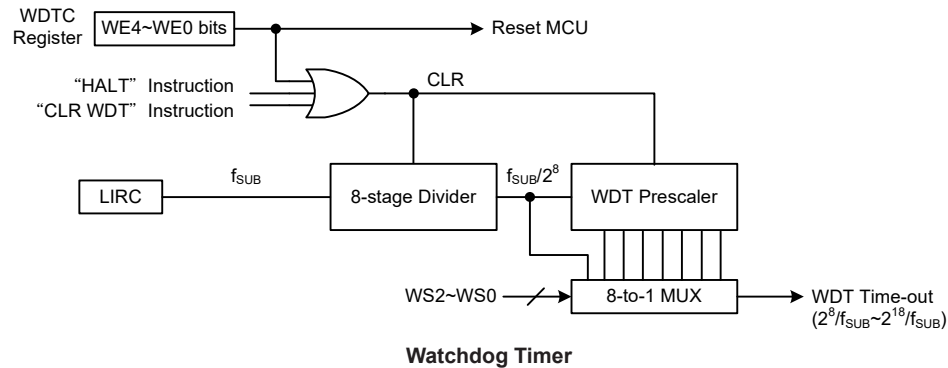 WDTC
Register
WE4~WE0 bits
Reset MCU
“HALT” Instruction
“CLR WDT” Instruction
CLR
LIRC
fSUB
8-stage Divider
fSUB/2^8
WDT Prescaler
WS2~WS0
8-to-1 MUX
WDT Time-out
(2^8/fSUB~2^18/fSUB)
Watchdog Timer